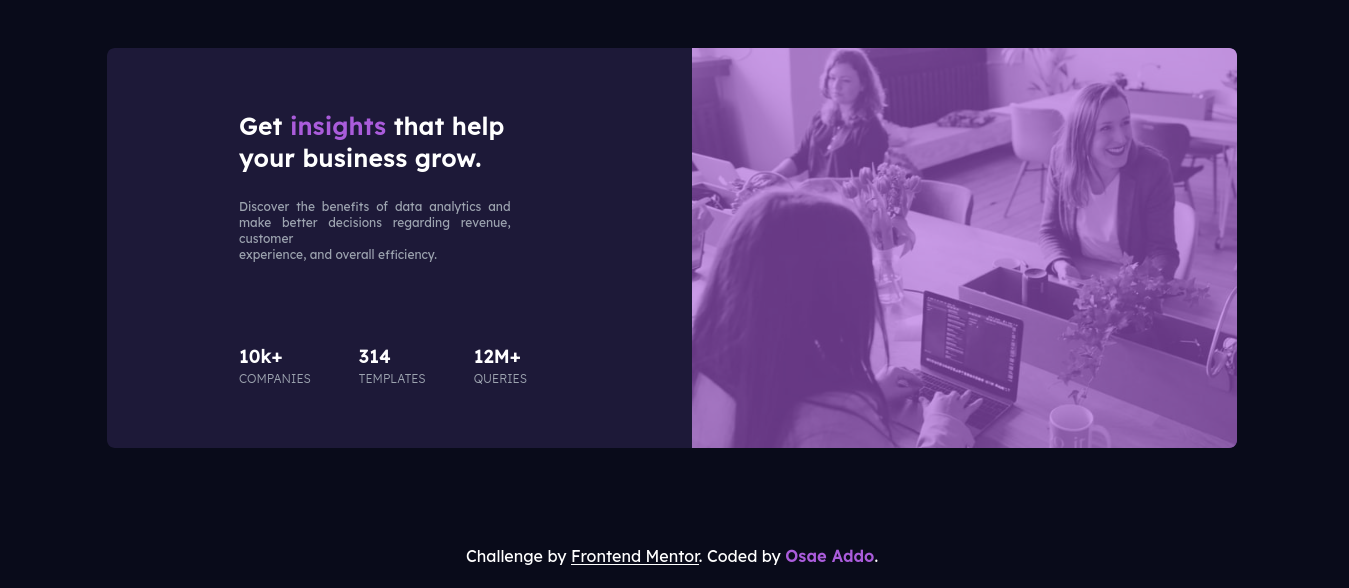 Get insights that help
your business grow.
Discover the benefits of data analytics and
make better decisions regarding revenue,
customer
experience, and overall efficiency.
10k+ 314 12M+
COMPANIES TEMPLATES QUERIES
Challenge by Frontend Mentor. Coded by Osae Addo.